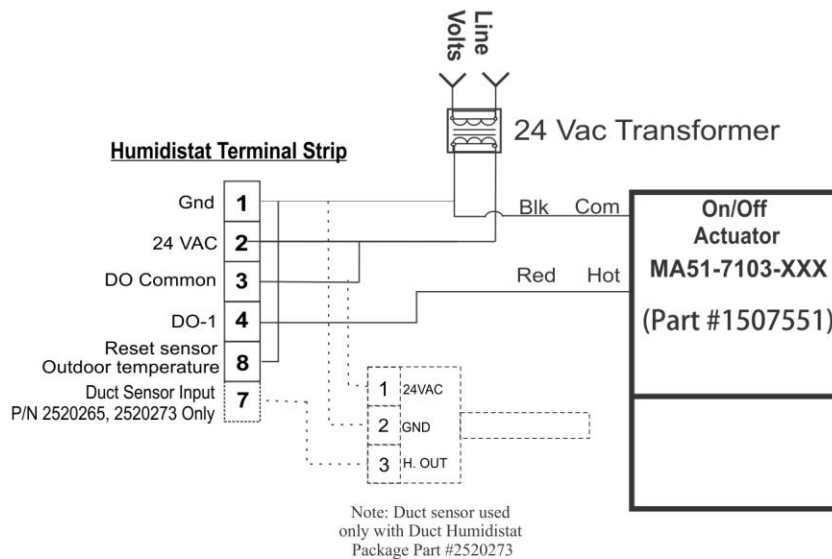 Line
Volts
24 Vac Transformer
Humidistat Terminal Strip
Gnd 1
24 VAC 2
DO Common 3
DO-1 4
Reset sensor
Outdoor temperature 8
Duct Sensor Input
P/N 2520265, 2520273 Only 7
Blk Com
Red Hot
On/Off
Actuator
MA51-7103-XXX
(Part #1507551)
1 24VAC
2 GND
3 H. OUT
Note: Duct sensor used
only with Duct Humidistat
Package Part #2520273